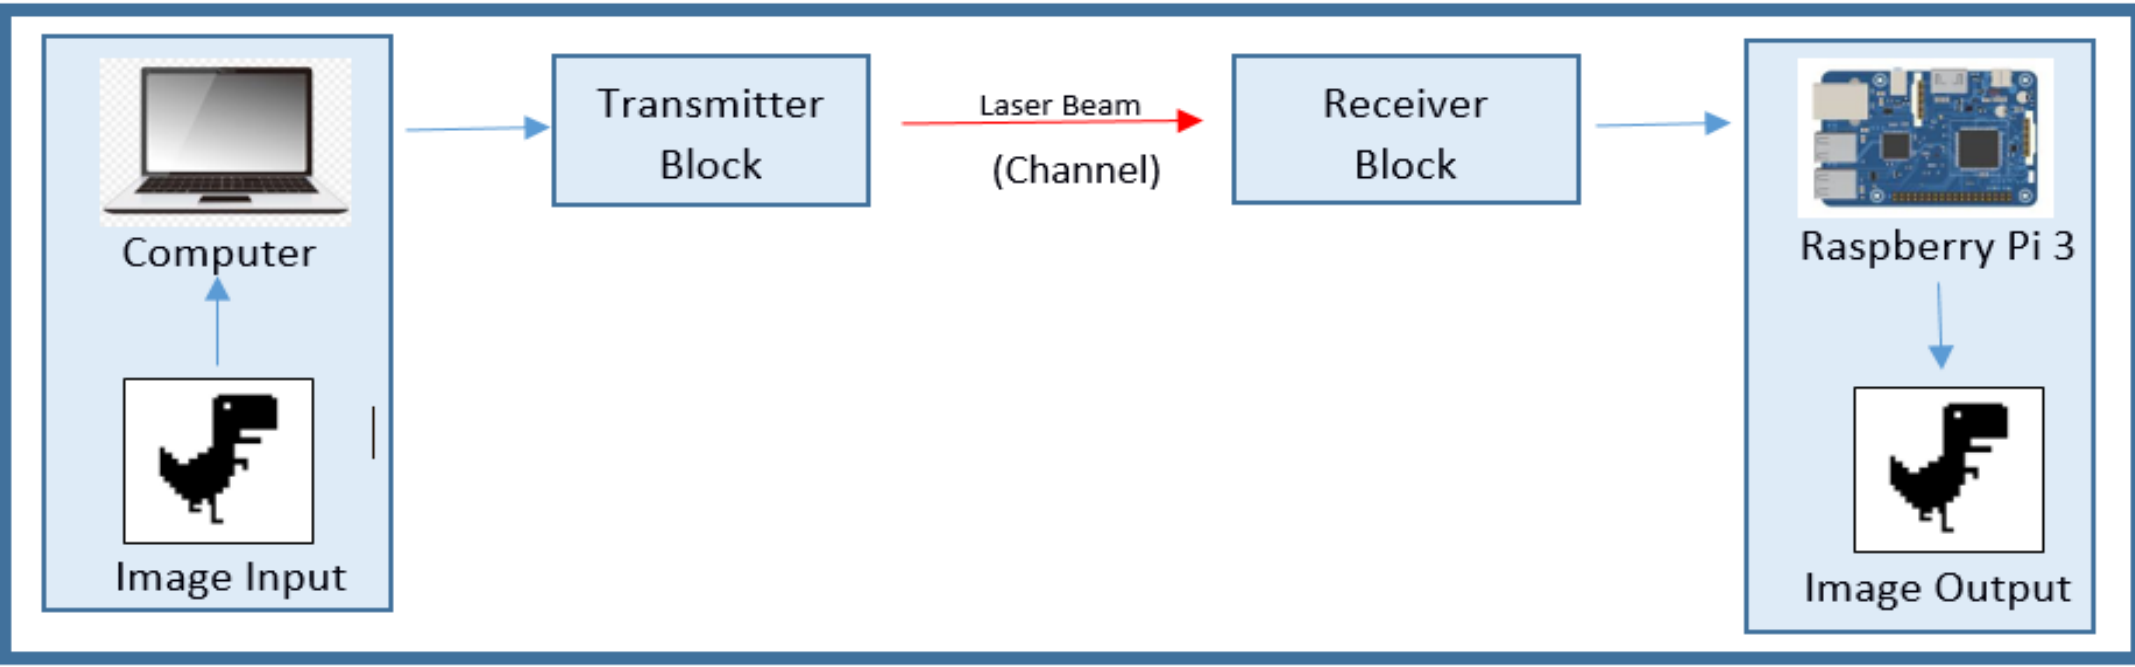 Computer
Image Input
Transmitter
Block
Laser Beam
(Channel)
Receiver
Block
Raspberry Pi 3
Image Output